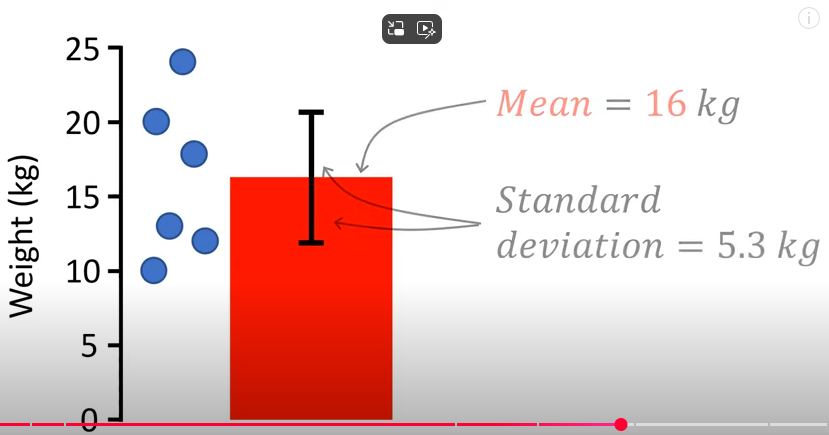 25
20
15
10
5
0
Weight (kg)
Mean = 16 kg
Standard
deviation = 5.3 kg